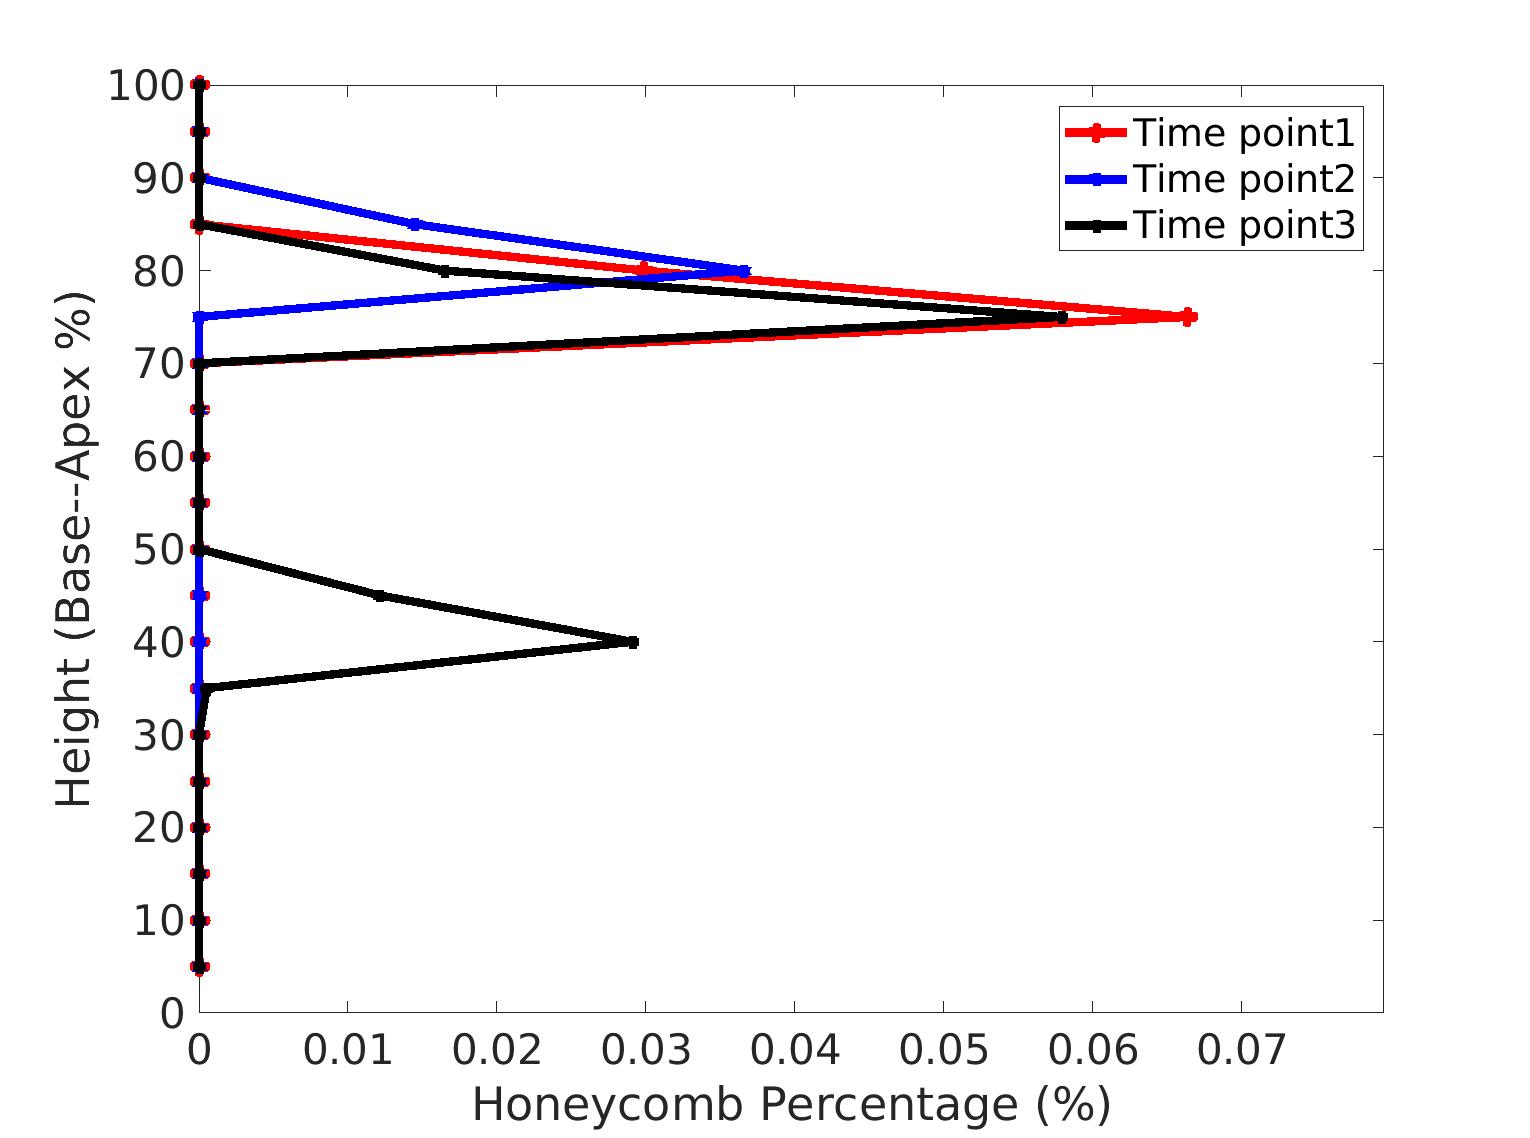 100
90
80
70
60
50
40
30
20
10
0
Height (Base--Apex %)
Time point1
Time point2
Time point3
0 0.01 0.02 0.03 0.04 0.05 0.06 0.07
Honeycomb Percentage (%)